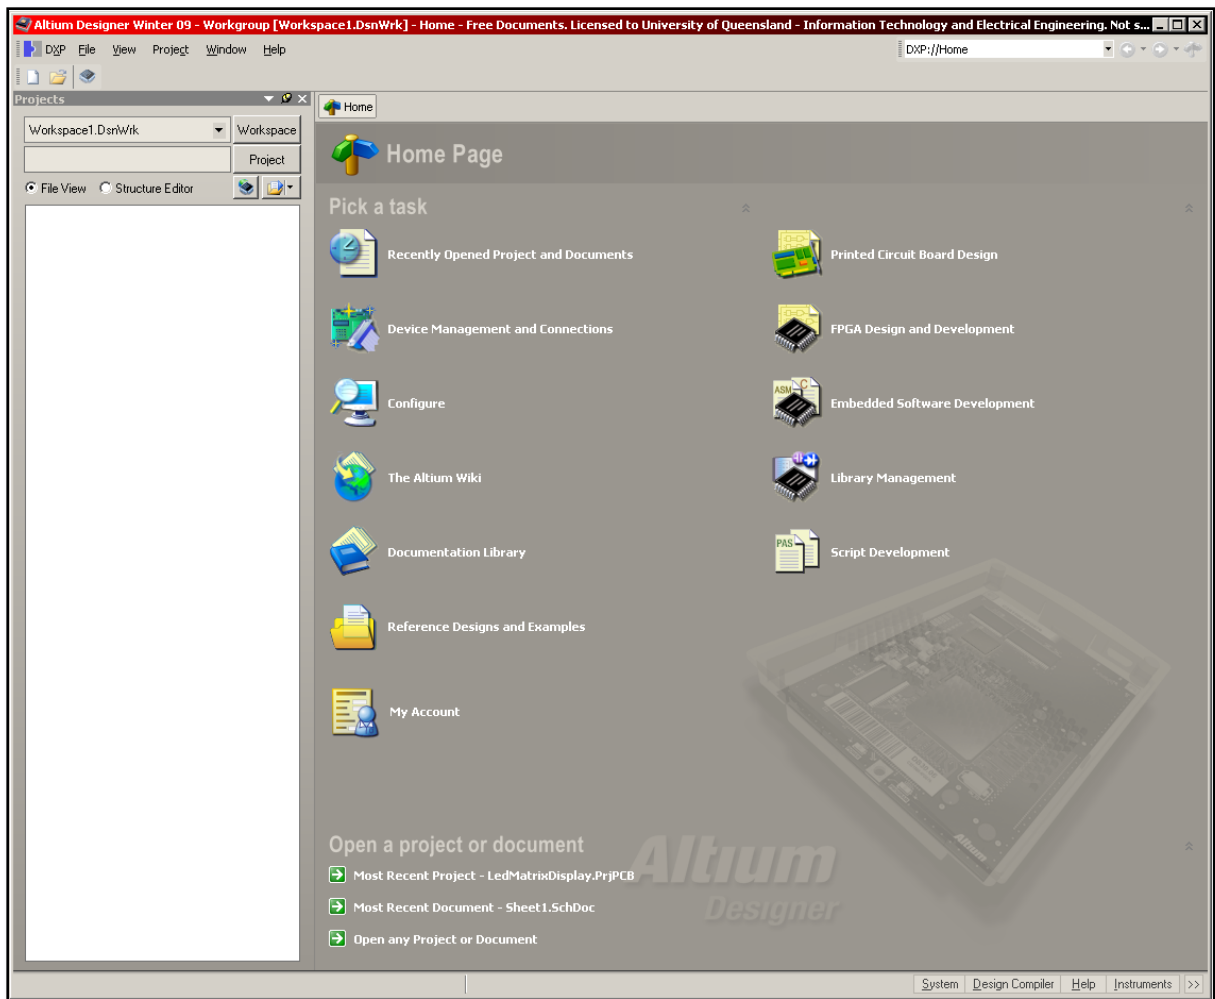 Altium Designer Winter 09 - Workgroup [Workspace1.DsnWrk] - Home - Free Documents. Licensed to University of Queensland - Information Technology and Electrical Engineering. Not s...
DXP File View Project Window Help DXP://Home
Projects
Home
Workspace1.DsnWrk Workspace
Project
File View Structure Editor
Home Page
Pick a task
Recently Opened Project and Documents
Printed Circuit Board Design
Device Management and Connections
FPGA Design and Development
Configure
ASM C
Embedded Software Development
The Altium Wiki
Library Management
Documentation Library
PAS
Script Development
Reference Designs and Examples
My Account
Open a project or document
Altium
Designer
Altium
Most Recent Project - LedMatrixDisplay.PrjPCB
Most Recent Document - Sheet1.SchDoc
Open any Project or Document
System Design Compiler Help Instruments >>